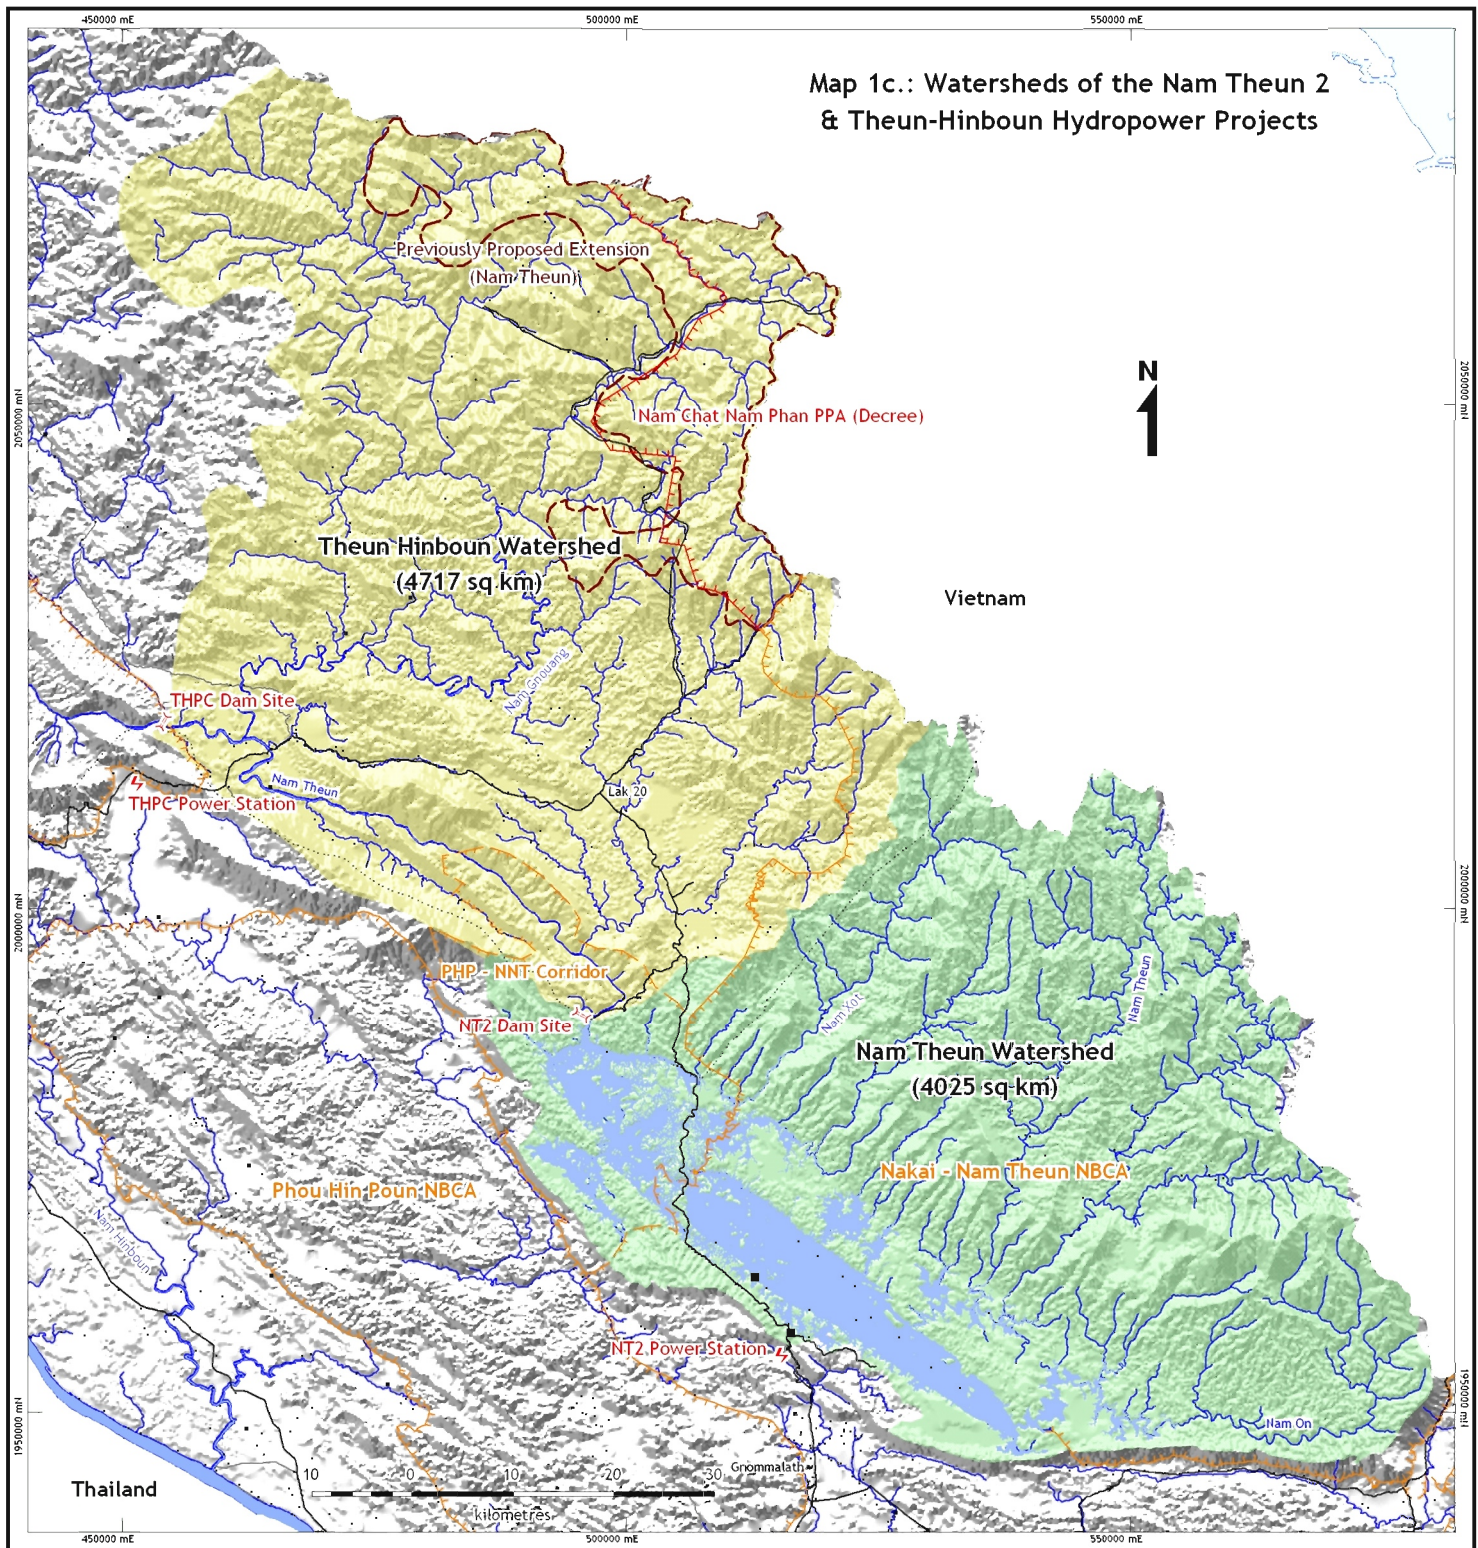 450000 mE
500000 mE
550000 mE
Map 1c.: Watersheds of the Nam Theun 2
& Theun-Hinboun Hydropower Projects
Previously Proposed Extension
(Nam Theun)
N
2050000 mN
2050000 mN
Nam Chat Nam Phan PPA (Decree)
Theun Hinboun Watershed
(4717 sq km)
Vietnam
Nam Gnouang
THPC Dam Site
Nam Theun
Lak 20
THPC Power Station
2000000 mN
2000000 mN
PHP - NNT Corridor
Nam Theun
Nam Xot
NT2 Dam Site
Nam Theun Watershed
(4025 sq km)
Nakai - Nam Theun NBCA
Phou Hin Poun NBCA
Nam Hinboun
NT2 Power Station
1950000 mN
1950000 mN
Nam On
Gnommalath
Thailand
10 0 10 20 30
kilometres
450000 mE
500000 mE
550000 mE